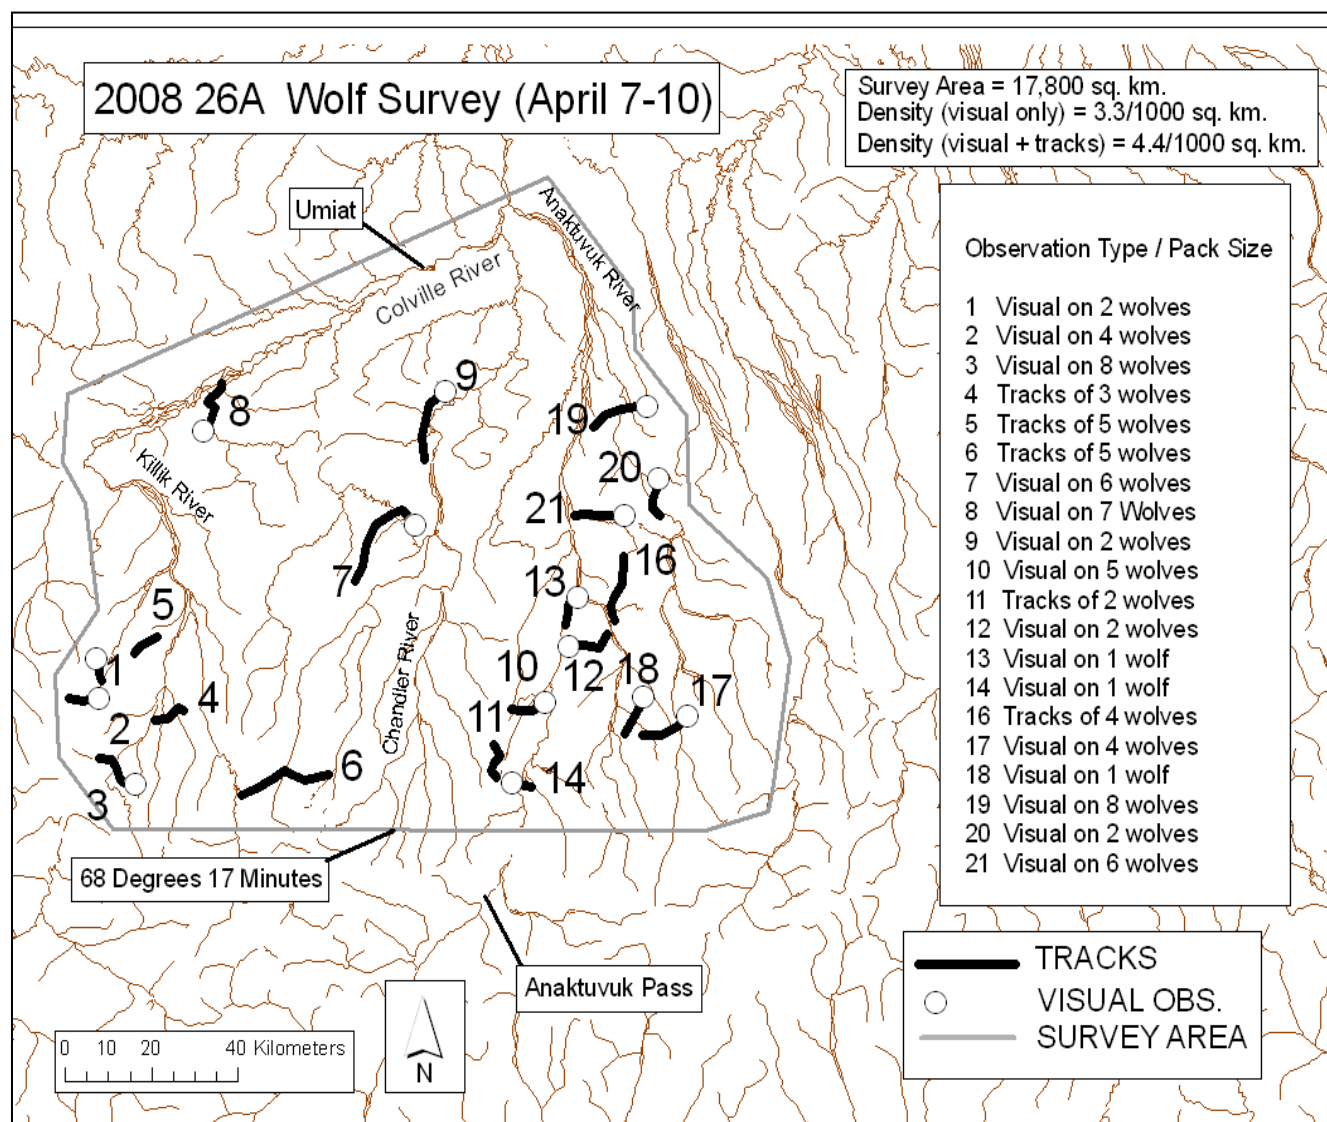 2008 26A  Wolf Survey (April 7-10)
Survey Area = 17,800 sq. km.
Density (visual only) = 3.3/1000 sq. km.
Density (visual + tracks) = 4.4/1000 sq. km.
Umiat
Anaktuvuk River
Colville River
Killik River
Chandler River
9
8
19
20
21
7
16
13
5
1
10
12
18
17
2
4
11
6
14
3
68 Degrees 17 Minutes
Anaktuvuk Pass
Observation Type / Pack Size
1 Visual on 2 wolves
2 Visual on 4 wolves
3 Visual on 8 wolves
4 Tracks of 3 wolves
5 Tracks of 5 wolves
6 Tracks of 5 wolves
7 Visual on 6 wolves
8 Visual on 7 Wolves
9 Visual on 2 wolves
10 Visual on 5 wolves
11 Tracks of 2 wolves
12 Visual on 2 wolves
13 Visual on 1 wolf
14 Visual on 1 wolf
16 Tracks of 4 wolves
17 Visual on 4 wolves
18 Visual on 1 wolf
19 Visual on 8 wolves
20 Visual on 2 wolves
21 Visual on 6 wolves
TRACKS
VISUAL OBS.
SURVEY AREA
0 10 20 40 Kilometers
N